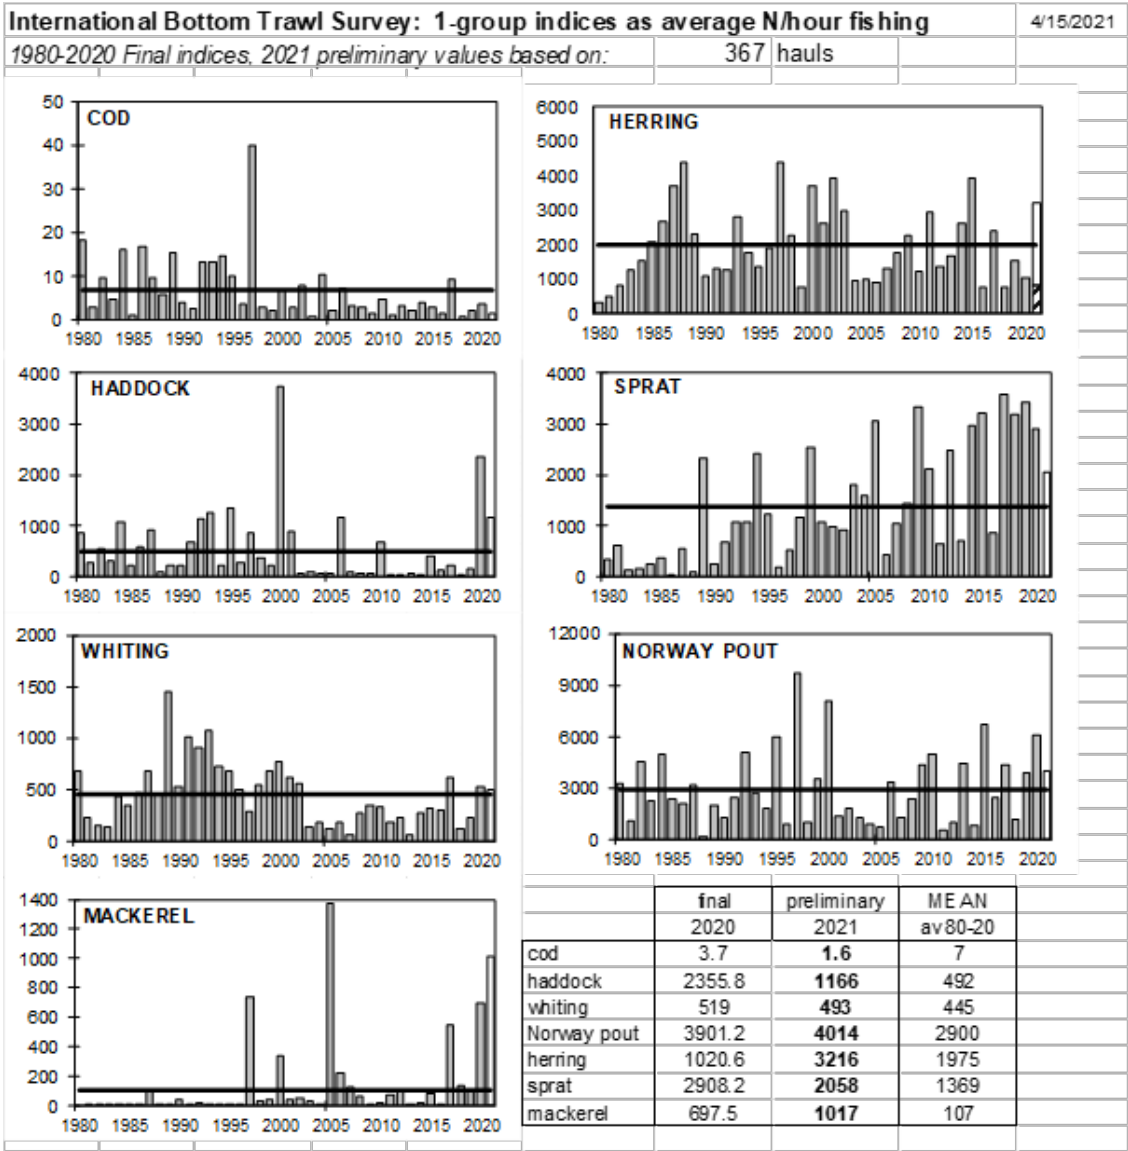 International Bottom Trawl Survey: 1-group indices as average N/hour fishing 4/15/2021
1980-2020 Final indices, 2021 preliminary values based on: 367 hauls
COD
50
40
30
20
10
0
1980 1985 1990 1995 2000 2005 2010 2015 2020
HERRING
6000
5000
4000
3000
2000
1000
0
1980 1985 1990 1995 2000 2005 2010 2015 2020
HADDOCK
4000
3000
2000
1000
0
1980 1985 1990 1995 2000 2005 2010 2015 2020
SPRAT
4000
3000
2000
1000
0
1980 1985 1990 1995 2000 2005 2010 2015 2020
WHITING
2000
1500
1000
500
0
1980 1985 1990 1995 2000 2005 2010 2015 2020
NORWAY POUT
12000
9000
6000
3000
0
1980 1985 1990 1995 2000 2005 2010 2015 2020
MACKEREL
1400
1200
1000
800
600
400
200
0
1980 1985 1990 1995 2000 2005 2010 2015 2020
final preliminary MEAN
2020 2021 av80-20
cod 3.7 1.6 7
haddock 2355.8 1166 492
whiting 519 493 445
Norway pout 3901.2 4014 2900
herring 1020.6 3216 1975
sprat 2908.2 2058 1369
mackerel 697.5 1017 107